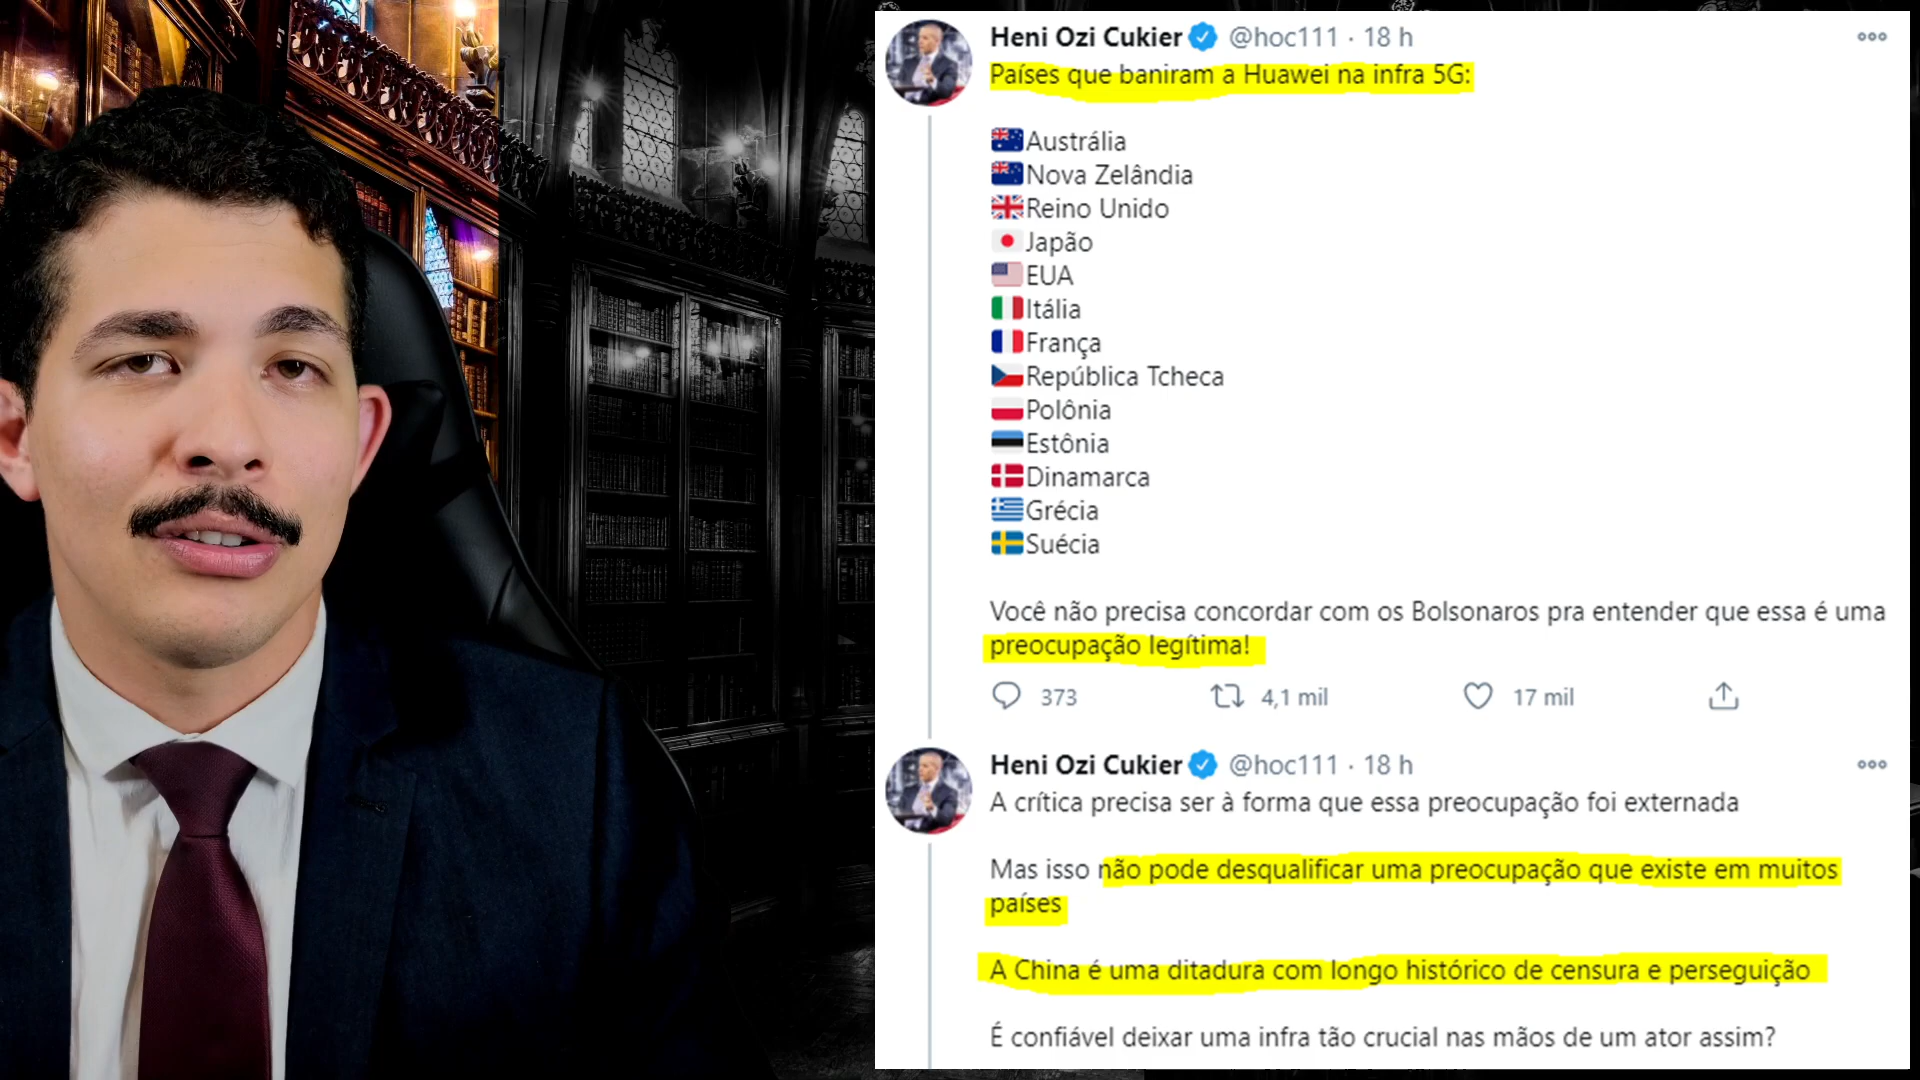 Heni Ozi Cukier @hoc111 · 18 h
Países que baniram a Huawei na infra 5G:
Austrália
Nova Zelândia
Reino Unido
Japão
EUA
Itália
França
República Tcheca
Polônia
Estônia
Dinamarca
Grécia
Suécia
Você não precisa concordar com os Bolsonaros pra entender que essa é uma
preocupação legítima!
373 4,1 mil 17 mil
Heni Ozi Cukier @hoc111 · 18 h
A crítica precisa ser à forma que essa preocupação foi externada
Mas isso não pode desqualificar uma preocupação que existe em muitos
países
A China é uma ditadura com longo histórico de censura e perseguição
É confiável deixar uma infra tão crucial nas mãos de um ator assim?